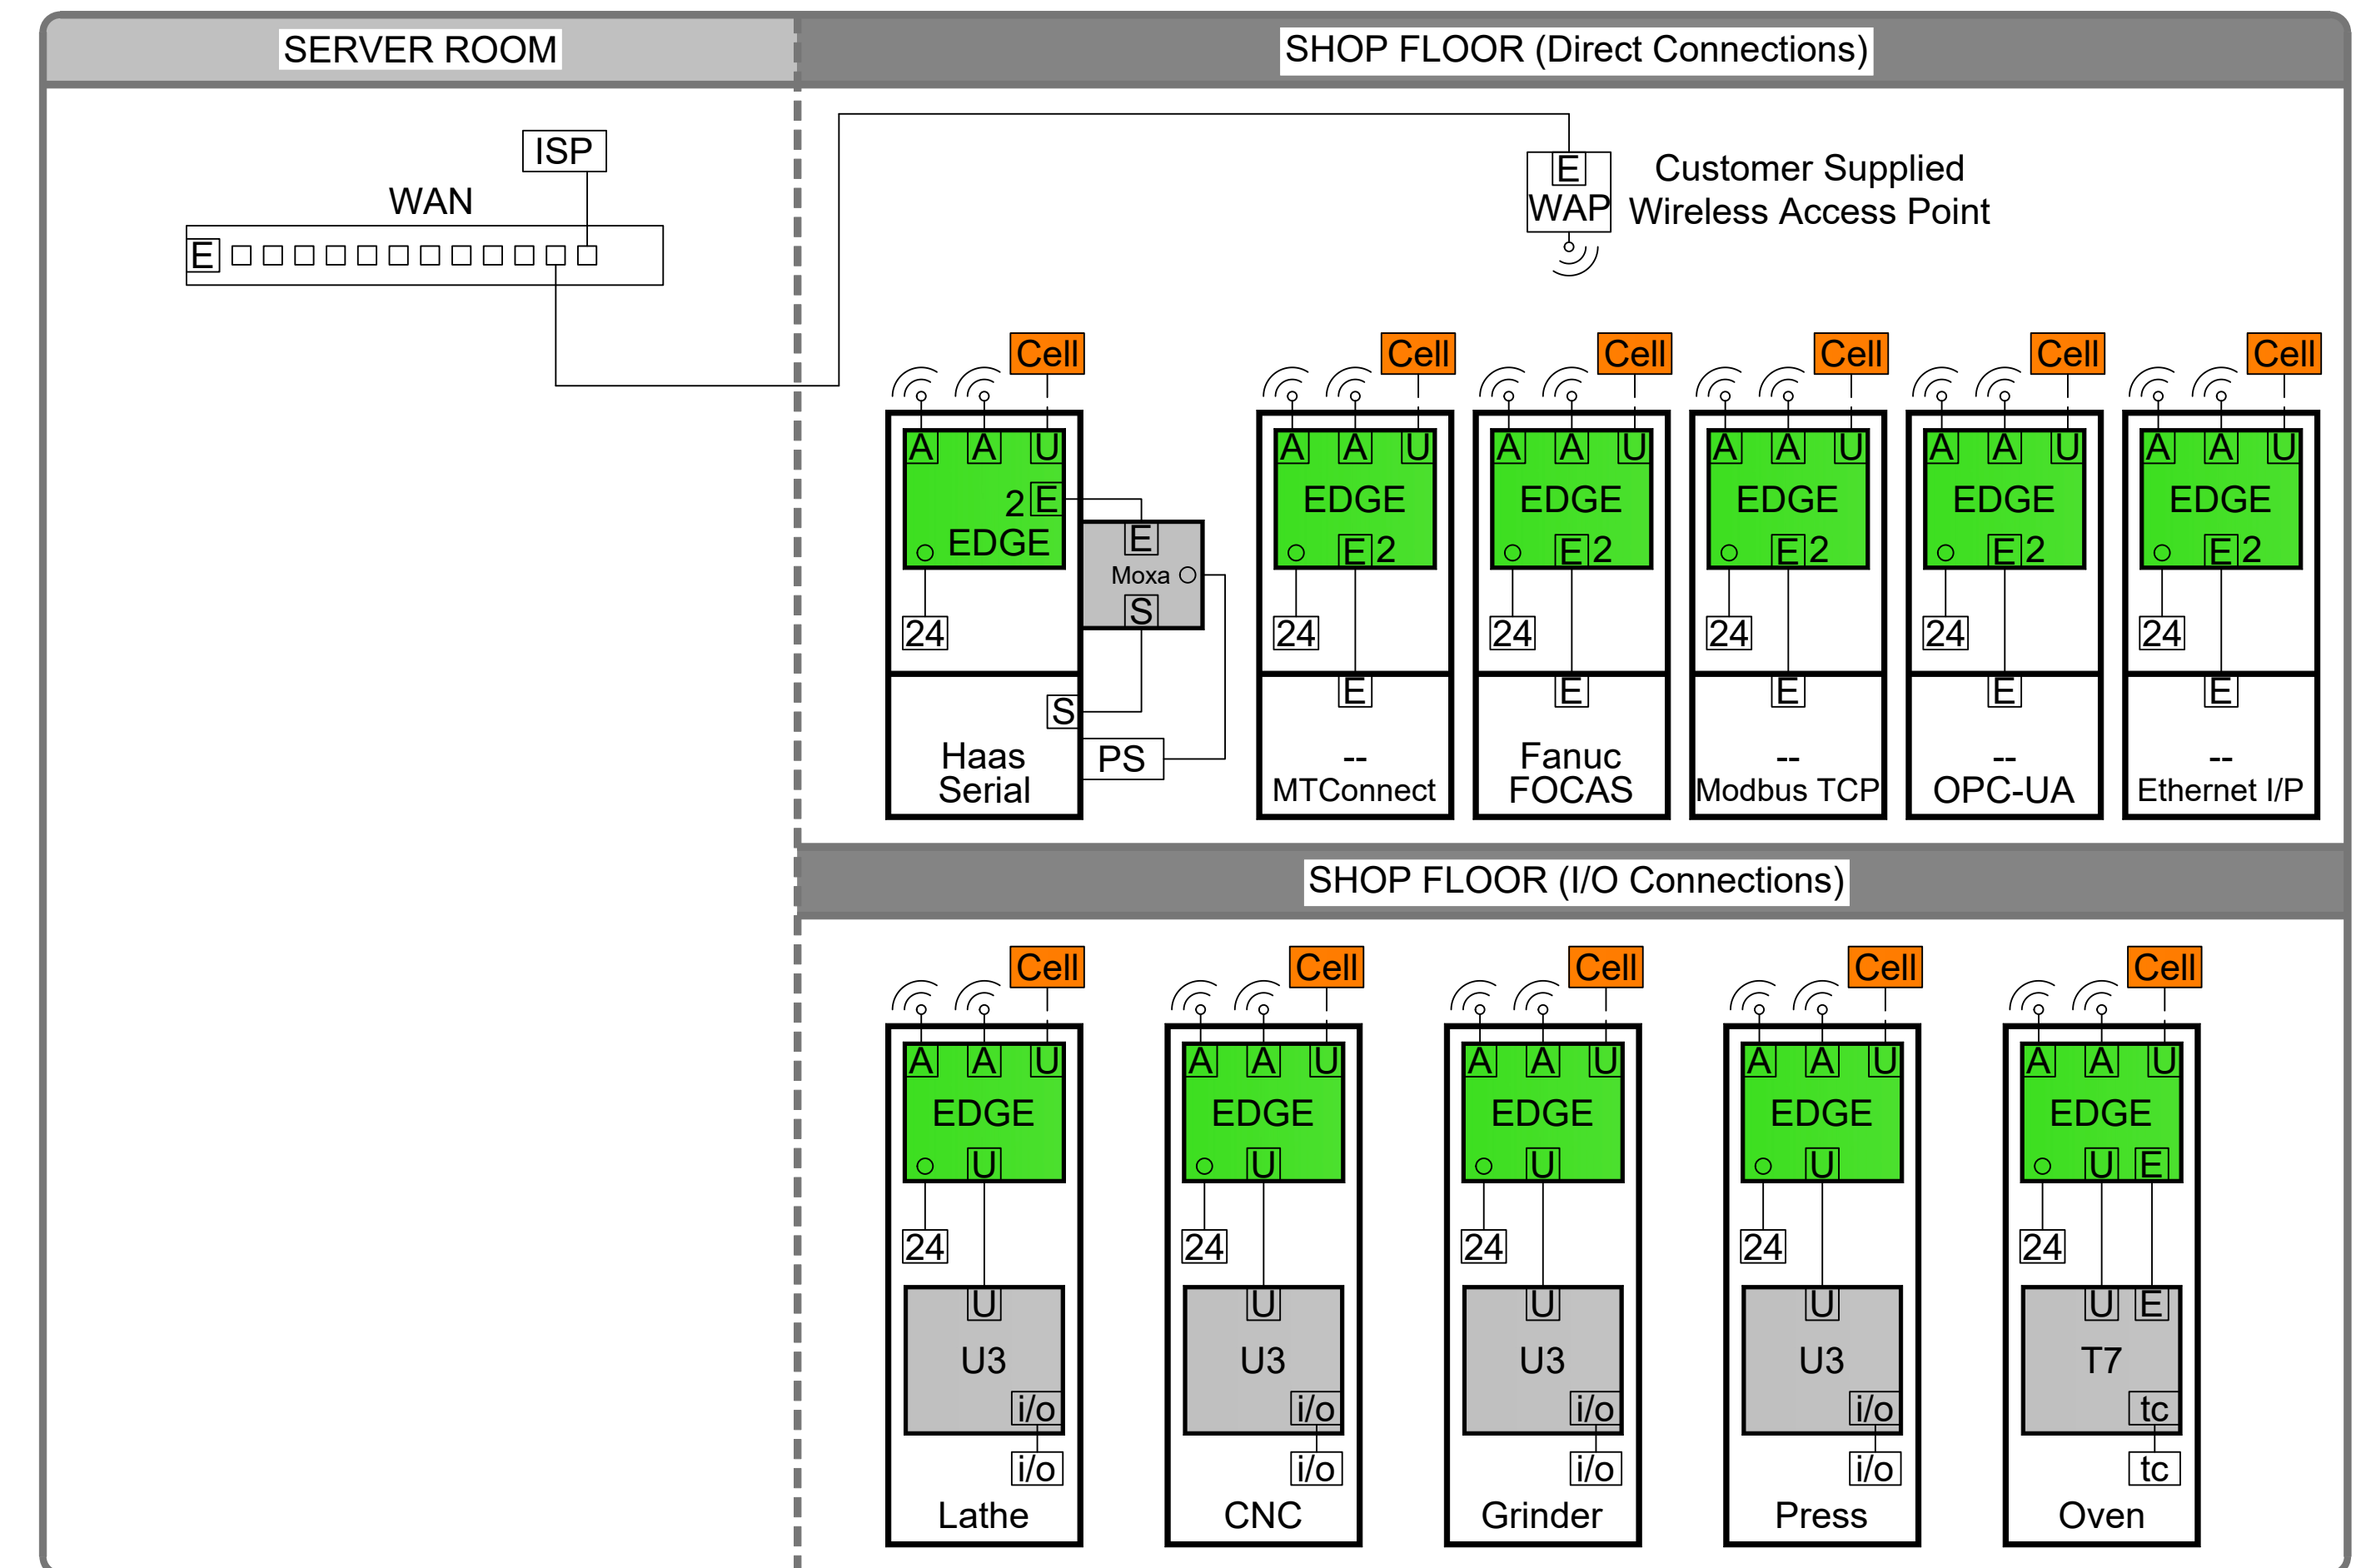 SERVER ROOM
SHOP FLOOR (Direct Connections)
ISP
WAN
E
E
WAP
Customer Supplied
Wireless Access Point
Cell
Cell
Cell
Cell
Cell
Cell
A A U
A A U
A A U
A A U
A A U
A A U
2 E
EDGE
EDGE
EDGE
EDGE
EDGE
EDGE
E
Moxa
S
E 2
E 2
E 2
E 2
E 2
24
24
24
24
24
24
S
E
E
E
E
E
PS
Haas
Serial
--
MTConnect
Fanuc
FOCAS
--
Modbus TCP
--
OPC-UA
--
Ethernet I/P
SHOP FLOOR (I/O Connections)
Cell
Cell
Cell
Cell
Cell
A A U
A A U
A A U
A A U
A A U
EDGE
EDGE
EDGE
EDGE
EDGE
U
U
U
U
U E
24
24
24
24
24
U
U
U
U
U E
U3
U3
U3
U3
T7
i/o
i/o
i/o
i/o
tc
i/o
i/o
i/o
i/o
tc
Lathe
CNC
Grinder
Press
Oven